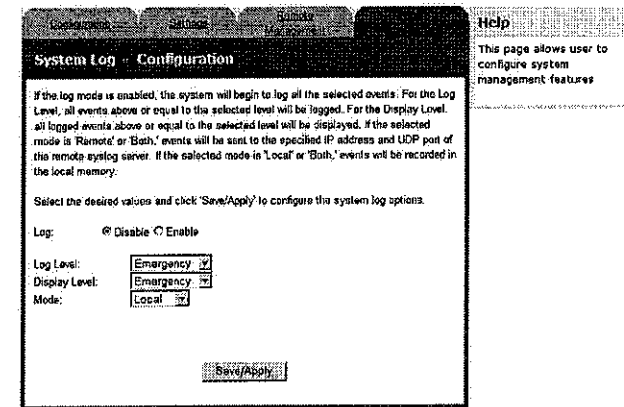 Settings
Remote
Help
This page allows user to
configure system
management features
System Log - Configuration
If the log mode is enabled, the system will begin to log all the selected events. For the Log
Level, all events above or equal to the selected level will be logged. For the Display Level,
all logged events above or equal to the selected level will be displayed. If the selected
mode is 'Remote' or 'Both,' events will be sent to the specified IP address and UDP port of
the remote syslog server. If the selected mode is 'Local' or 'Both,' events will be recorded in
the local memory.
Select the desired values and click 'Save/Apply' to configure the system log options.
Log: Disable Enable
Log Level: Emergency
Display Level: Emergency
Mode: Local
Save/Apply